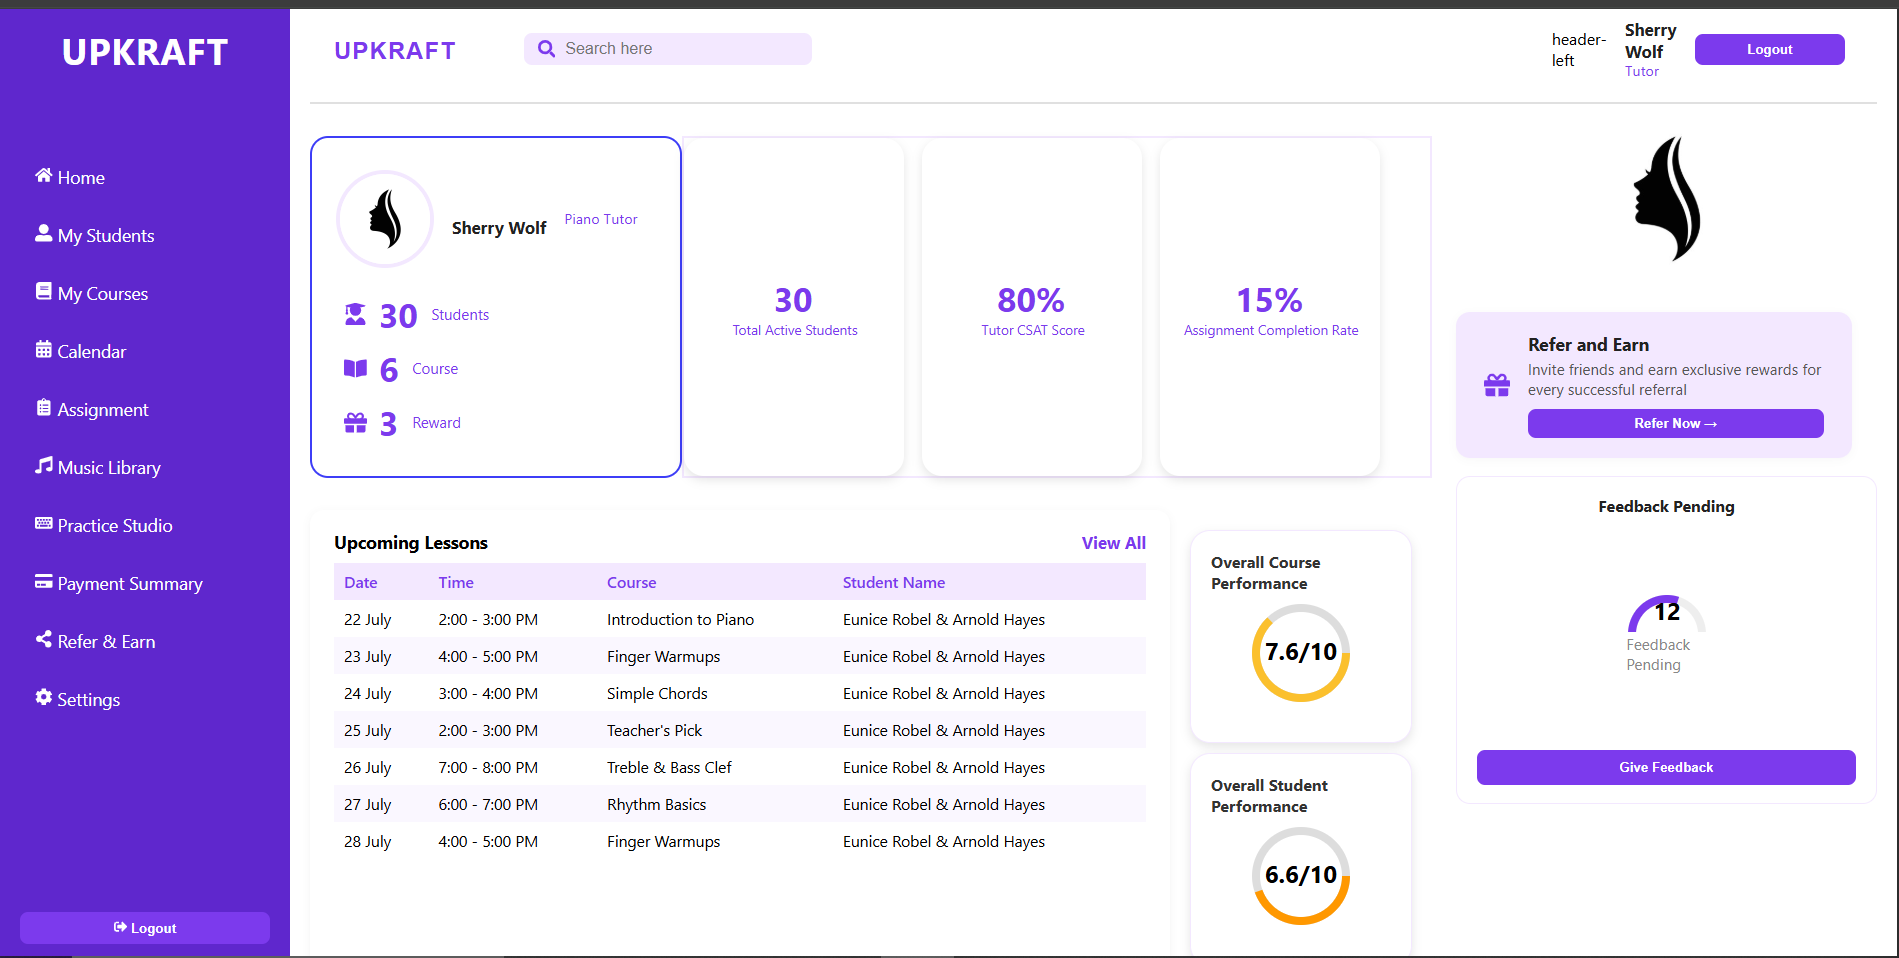 UPKRAFT
Home
My Students
My Courses
Calendar
Assignment
Music Library
Practice Studio
Payment Summary
Refer & Earn
Settings
Logout
UPKRAFT
Search here
header-
left
Sherry
Wolf
Tutor
Logout
Sherry Wolf
Piano Tutor
30 Students
6 Course
3 Reward
30
Total Active Students
80%
Tutor CSAT Score
15%
Assignment Completion Rate
Refer and Earn
Invite friends and earn exclusive rewards for
every successful referral
Refer Now →
Feedback Pending
12
Feedback
Pending
Give Feedback
Upcoming Lessons
View All
Date Time Course Student Name
22 July 2:00 - 3:00 PM Introduction to Piano Eunice Robel & Arnold Hayes
23 July 4:00 - 5:00 PM Finger Warmups Eunice Robel & Arnold Hayes
24 July 3:00 - 4:00 PM Simple Chords Eunice Robel & Arnold Hayes
25 July 2:00 - 3:00 PM Teacher's Pick Eunice Robel & Arnold Hayes
26 July 7:00 - 8:00 PM Treble & Bass Clef Eunice Robel & Arnold Hayes
27 July 6:00 - 7:00 PM Rhythm Basics Eunice Robel & Arnold Hayes
28 July 4:00 - 5:00 PM Finger Warmups Eunice Robel & Arnold Hayes
Overall Course
Performance
7.6/10
Overall Student
Performance
6.6/10